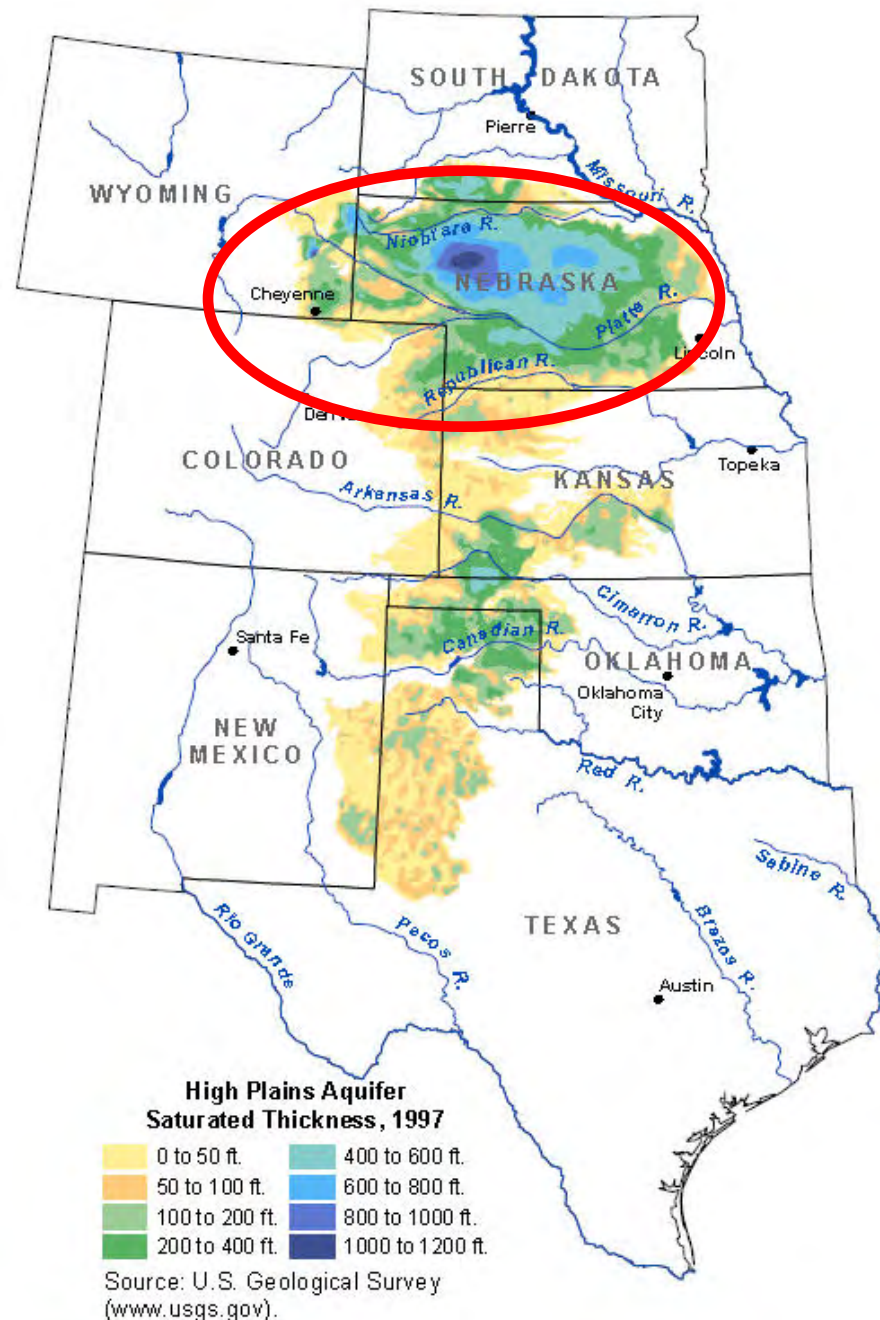 SOUTH DAKOTA
Pierre
Missouri R.
WYOMING
Niobrara R.
NEBRASKA
Cheyenne
Platte R.
Lincoln
Republican R.
COLORADO
Topeka
KANSAS
Arkansas R.
Cimarron R.
Santa Fe
Canadian R.
OKLAHOMA
Oklahoma
City
NEW
MEXICO
Red R.
Sabine R.
Rio Grande
Pecos R.
TEXAS
Brazos R.
Austin
High Plains Aquifer
Saturated Thickness, 1997
0 to 50 ft.
400 to 600 ft.
50 to 100 ft.
600 to 800 ft.
100 to 200 ft.
800 to 1000 ft.
200 to 400 ft.
1000 to 1200 ft.
Source: U.S. Geological Survey
(www.usgs.gov).